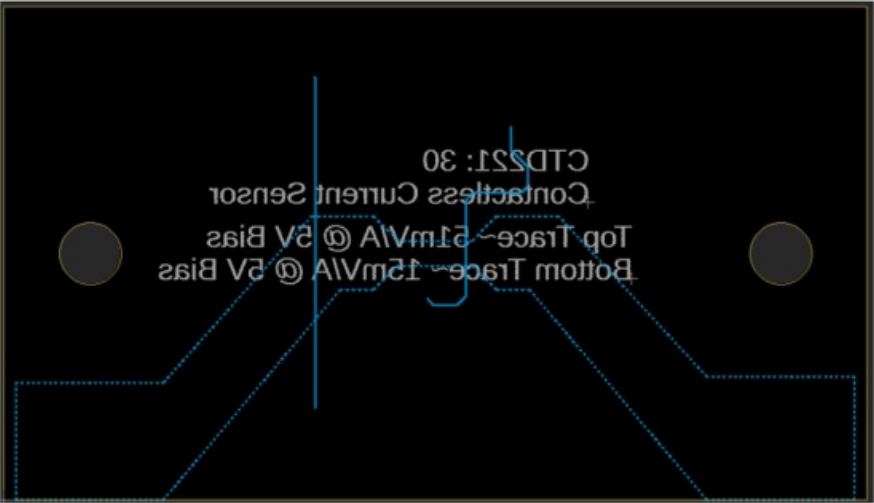 CTD221: 30
Contactless Current Sensor
Top Trace~ 51mV/A @ 5V Bias
Bottom Trace~ 15mV/A @ 5V Bias